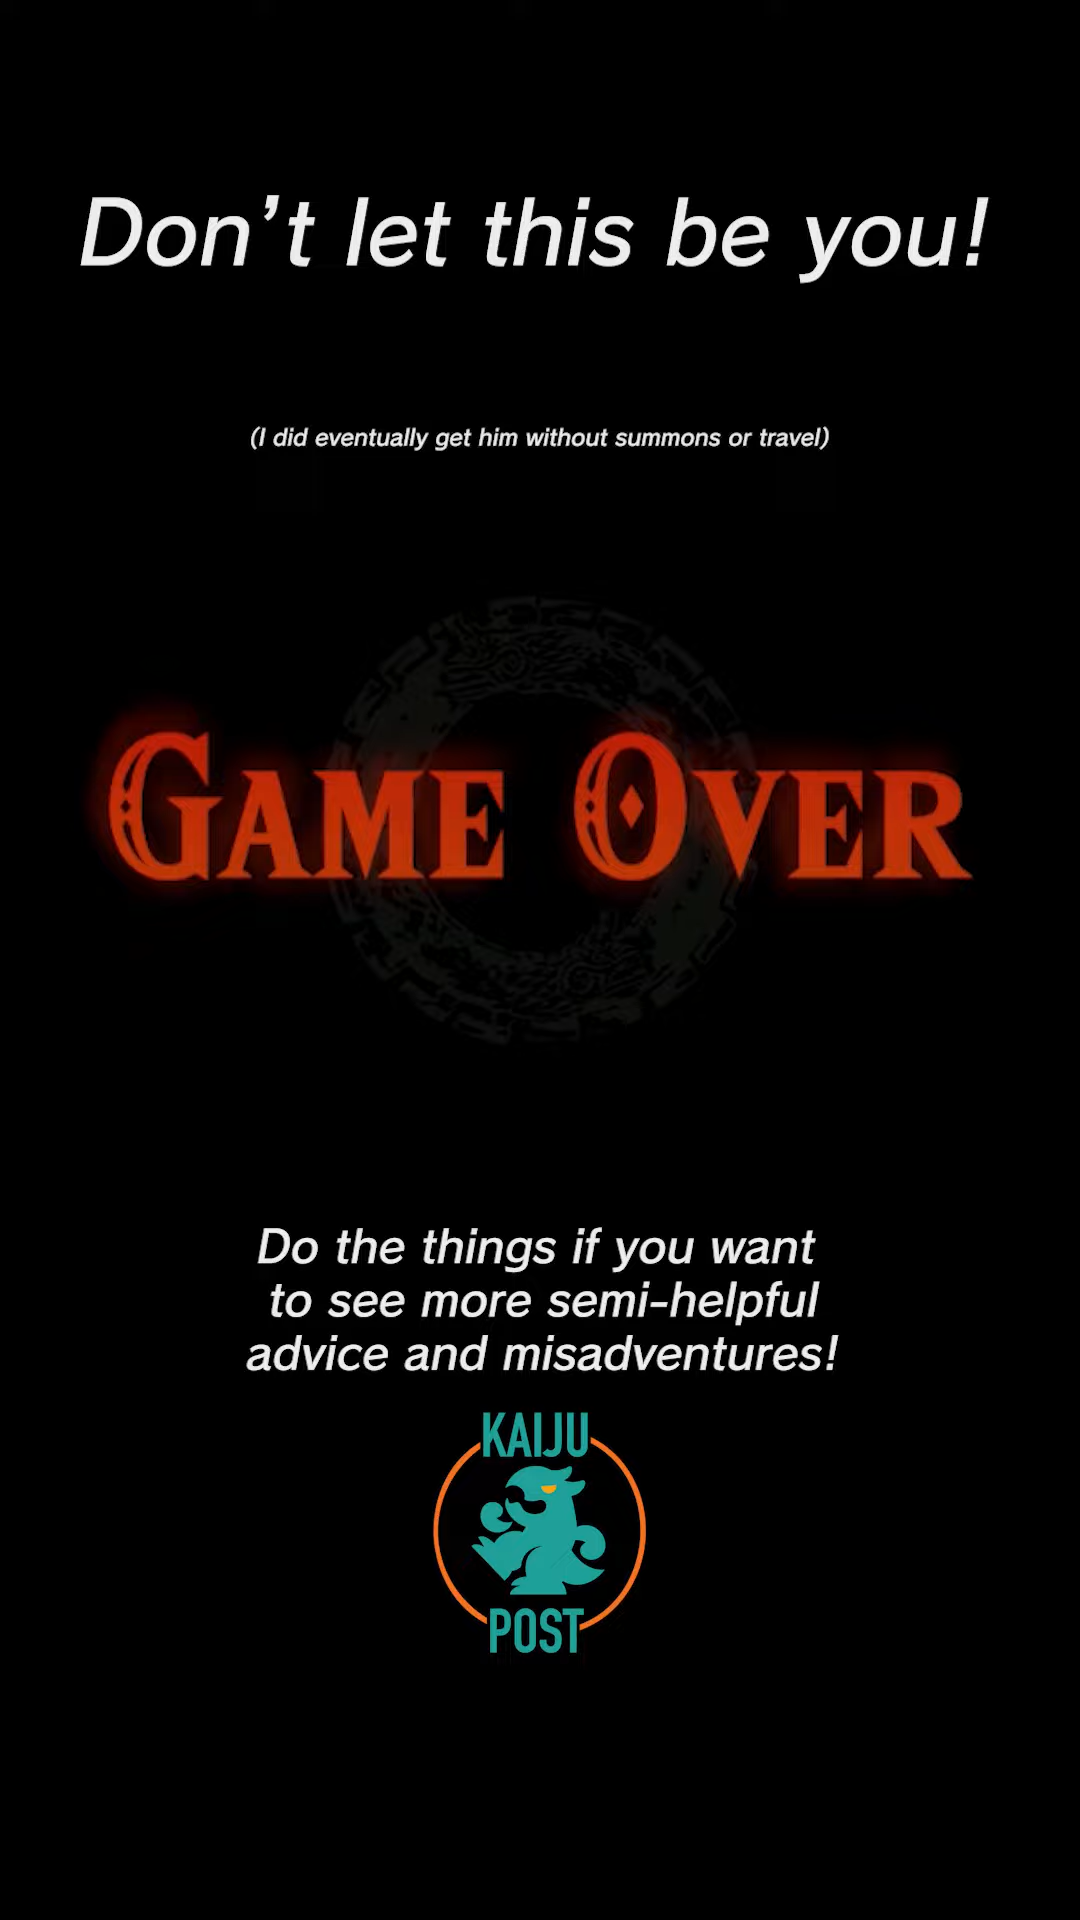 Don’t let this be you!
(I did eventually get him without summons or travel)
GAME OVER
Do the things if you want
to see more semi-helpful
advice and misadventures!
KAIJU
POST